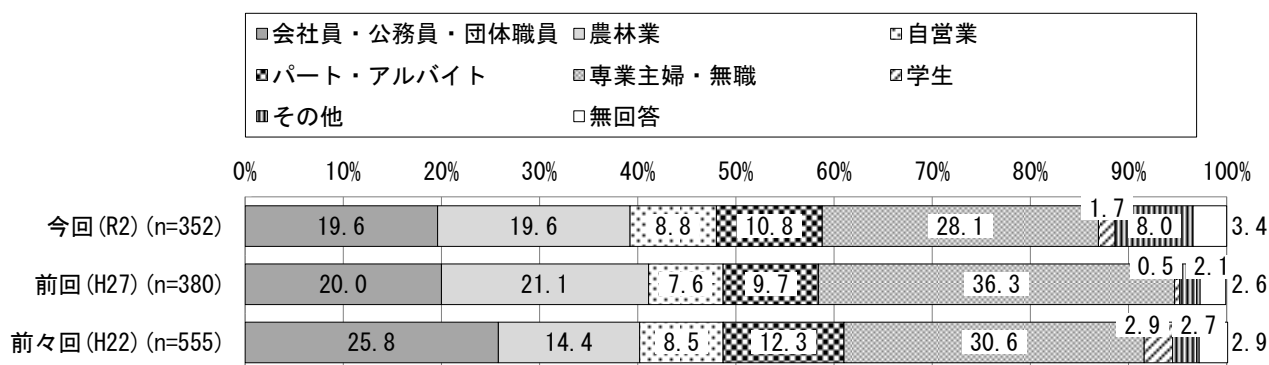 会社員・公務員・団体職員 農林業 自営業
パート・アルバイト 専業主婦・無職 学生
その他 無回答
0% 10% 20% 30% 40% 50% 60% 70% 80% 90% 100%
今回(R2)(n=352) 19.6 19.6 8.8 10.8 28.1 1.7 8.0 3.4
前回(H27)(n=380) 20.0 21.1 7.6 9.7 36.3 0.5 2.1 2.6
前々回(H22)(n=555) 25.8 14.4 8.5 12.3 30.6 2.9 2.7 2.9